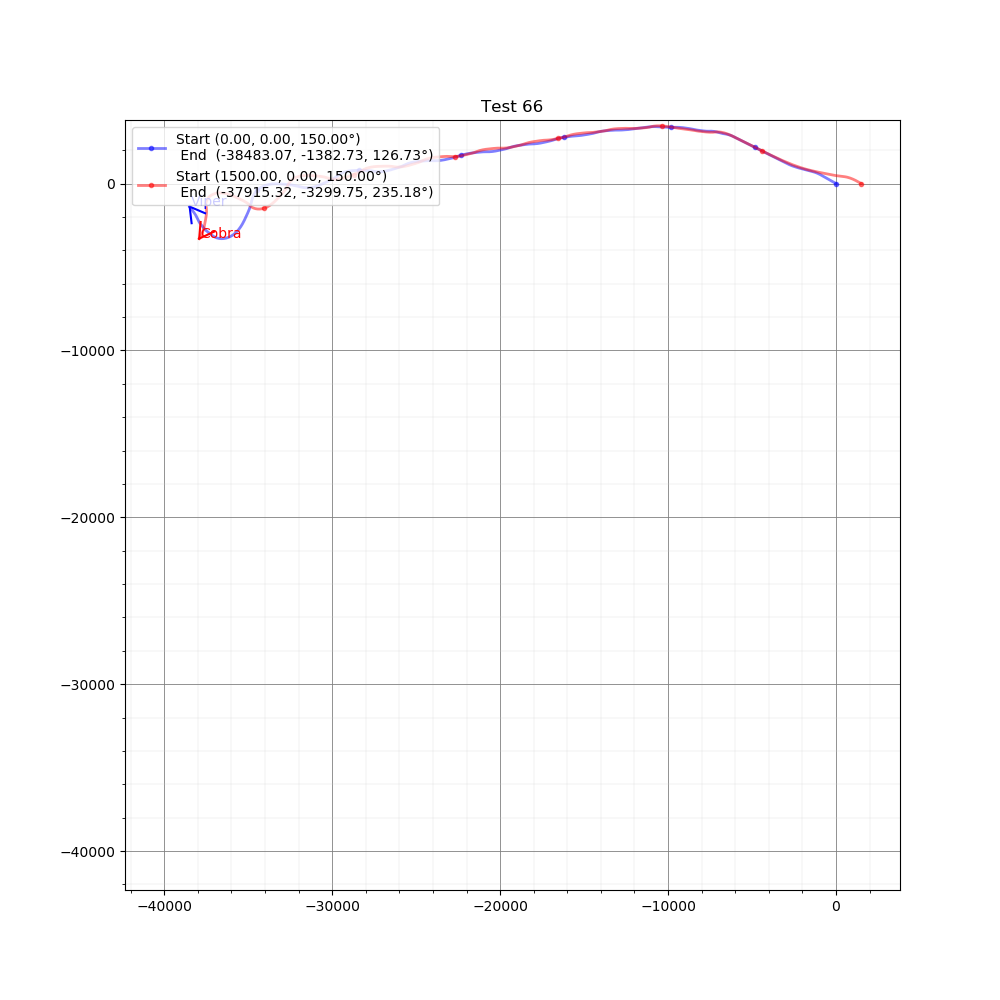 Test 66
Start (0.00, 0.00, 150.00°)
End (-38483.07, -1382.73, 126.73°)
Start (1500.00, 0.00, 150.00°)
End (-37915.32, -3299.75, 235.18°)
Viper
Cobra
0
−10000
−20000
−30000
−40000
−40000
−30000
−20000
−10000
0